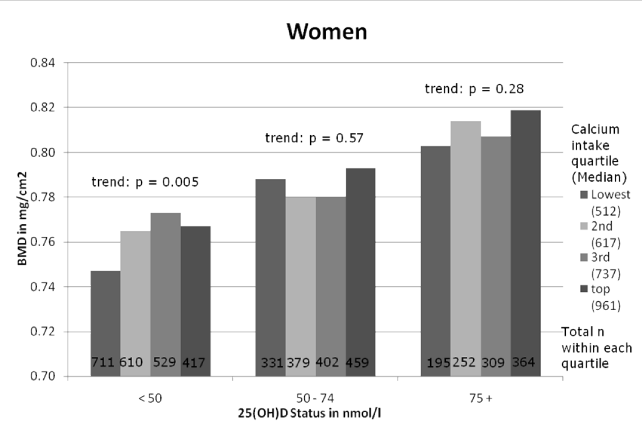 Women
0.84
0.82
0.80
0.78
0.76
0.74
0.72
0.70
BMD in mg/cm2
trend: p = 0.005
trend: p = 0.57
trend: p = 0.28
711 610 529 417
331 379 402 459
195 252 309 364
< 50
50 - 74
75 +
25(OH)D Status in nmol/l
Calcium
intake
quartile
(Median)
Lowest
(512)
2nd
(617)
3rd
(737)
top
(961)
Total n
within each
quartile